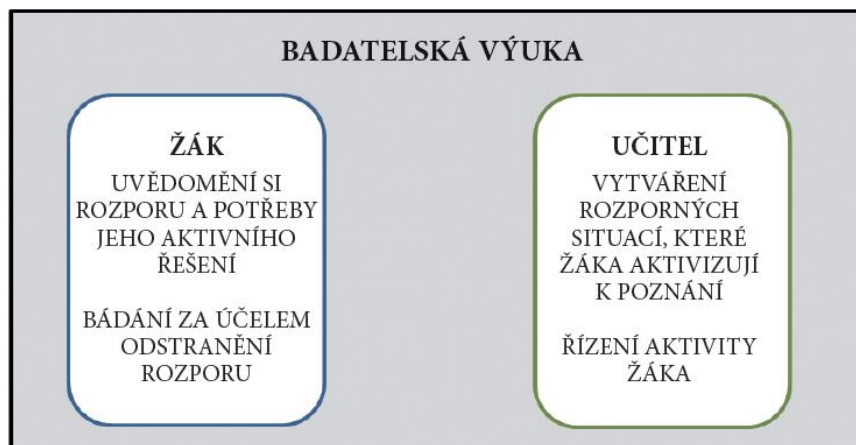 BADATELSKÁ VÝUKA
ŽÁK
UVĚDOMĚNÍ SI
ROZPORU A POTŘEBY
JEHO AKTIVNÍHO
ŘEŠENÍ
BÁDÁNÍ ZA ÚČELEM
ODSTRANĚNÍ
ROZPORU
UČITEL
VYTVÁŘENÍ
ROZPORNÝCH
SITUACÍ, KTERÉ
ŽÁKA AKTIVIZUJÍ
K POZNÁNÍ
ŘÍZENÍ AKTIVITY
ŽÁKA